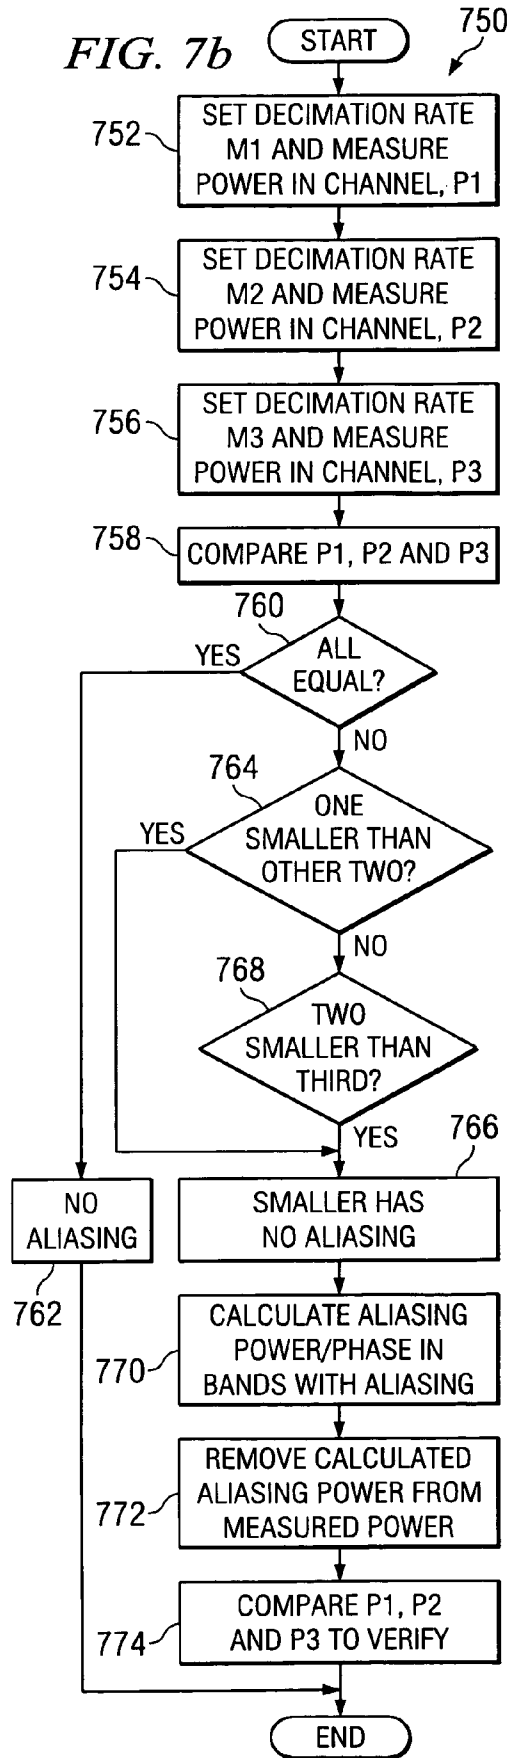 FIG. 7b
START
750
752
SET DECIMATION RATE
M1 AND MEASURE
POWER IN CHANNEL, P1
754
SET DECIMATION RATE
M2 AND MEASURE
POWER IN CHANNEL, P2
756
SET DECIMATION RATE
M3 AND MEASURE
POWER IN CHANNEL, P3
758
COMPARE P1, P2 AND P3
760
YES
ALL
EQUAL?
NO
764
YES
ONE
SMALLER THAN
OTHER TWO?
NO
768
TWO
SMALLER THAN
THIRD?
YES
766
NO
ALIASING
762
SMALLER HAS
NO ALIASING
770
CALCULATE ALIASING
POWER/PHASE IN
BANDS WITH ALIASING
772
REMOVE CALCULATED
ALIASING POWER FROM
MEASURED POWER
774
COMPARE P1, P2
AND P3 TO VERIFY
END